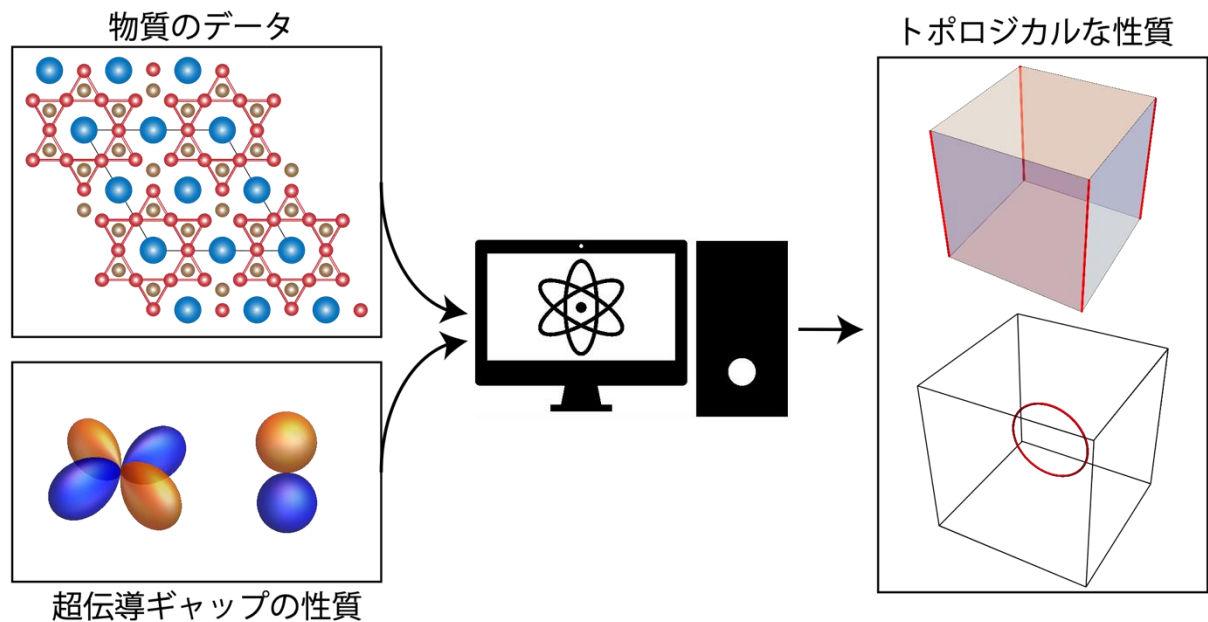 物質のデータ
トポロジカルな性質
超伝導ギャップの性質